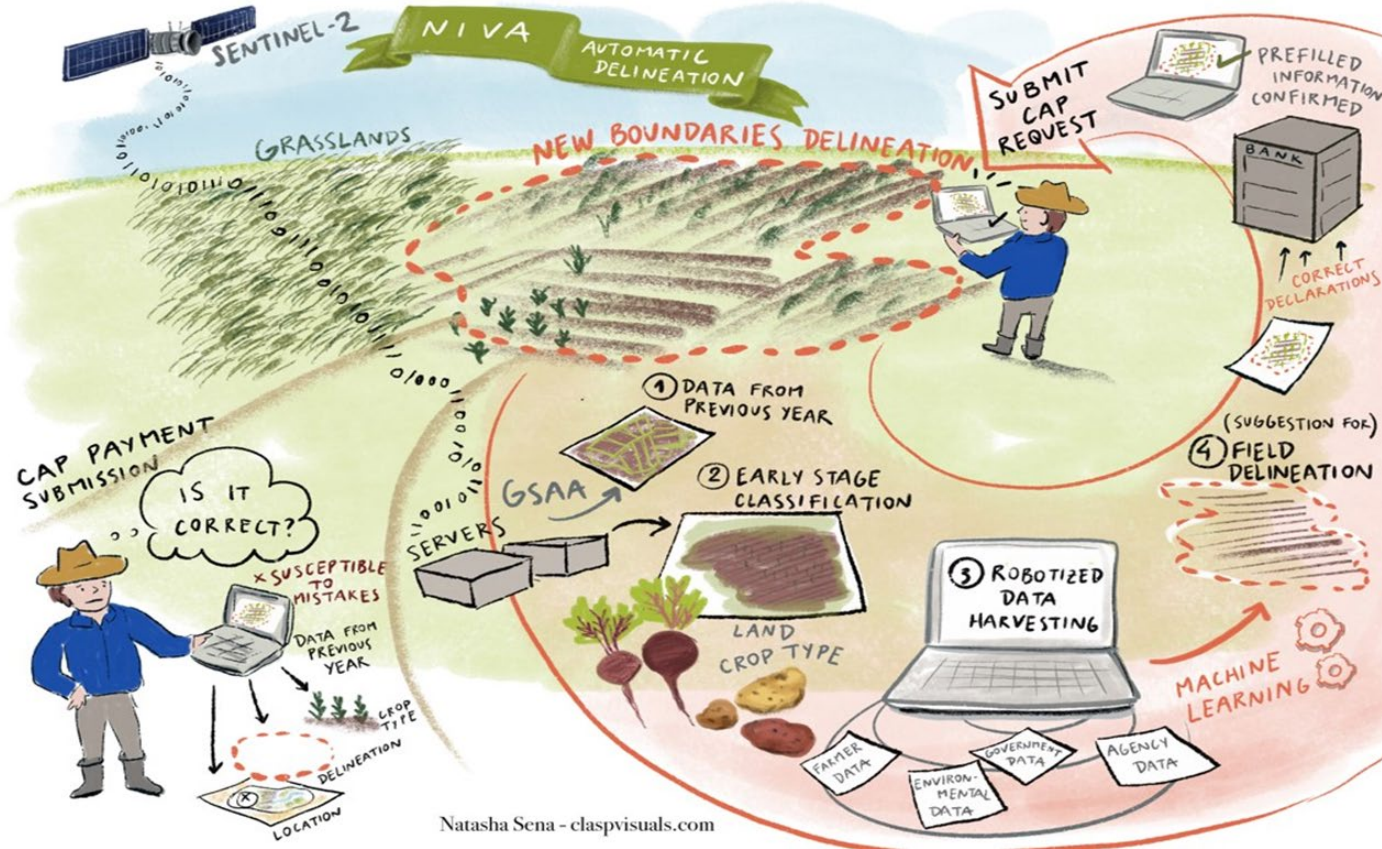 SENTINEL-2
NIVA
AUTOMATIC
DELINEATION
GRASSLANDS
NEW BOUNDARIES DELINEATION
SUBMIT
CAP
REQUEST
PREFILLED
INFORMATION
CONFIRMED
BANK
CORRECT
DECLARATIONS
CAP PAYMENT
SUBMISSION
IS IT
CORRECT?
x SUSCEPTIBLE
TO
MISTAKES
DATA FROM
PREVIOUS
YEAR
CROP
TYPE
DELINEATION
x
LOCATION
1 DATA FROM
PREVIOUS YEAR
GSAA
SERVERS
2 EARLY STAGE
CLASSIFICATION
LAND
CROP TYPE
3 ROBOTIZED
DATA
HARVESTING
FARMER
DATA
ENVIRON-
MENTAL
DATA
GOVERNMENT
DATA
AGENCY
DATA
MACHINE
LEARNING
(SUGGESTION FOR)
4 FIELD
DELINEATION
Natasha Sena - claspvisuals.com